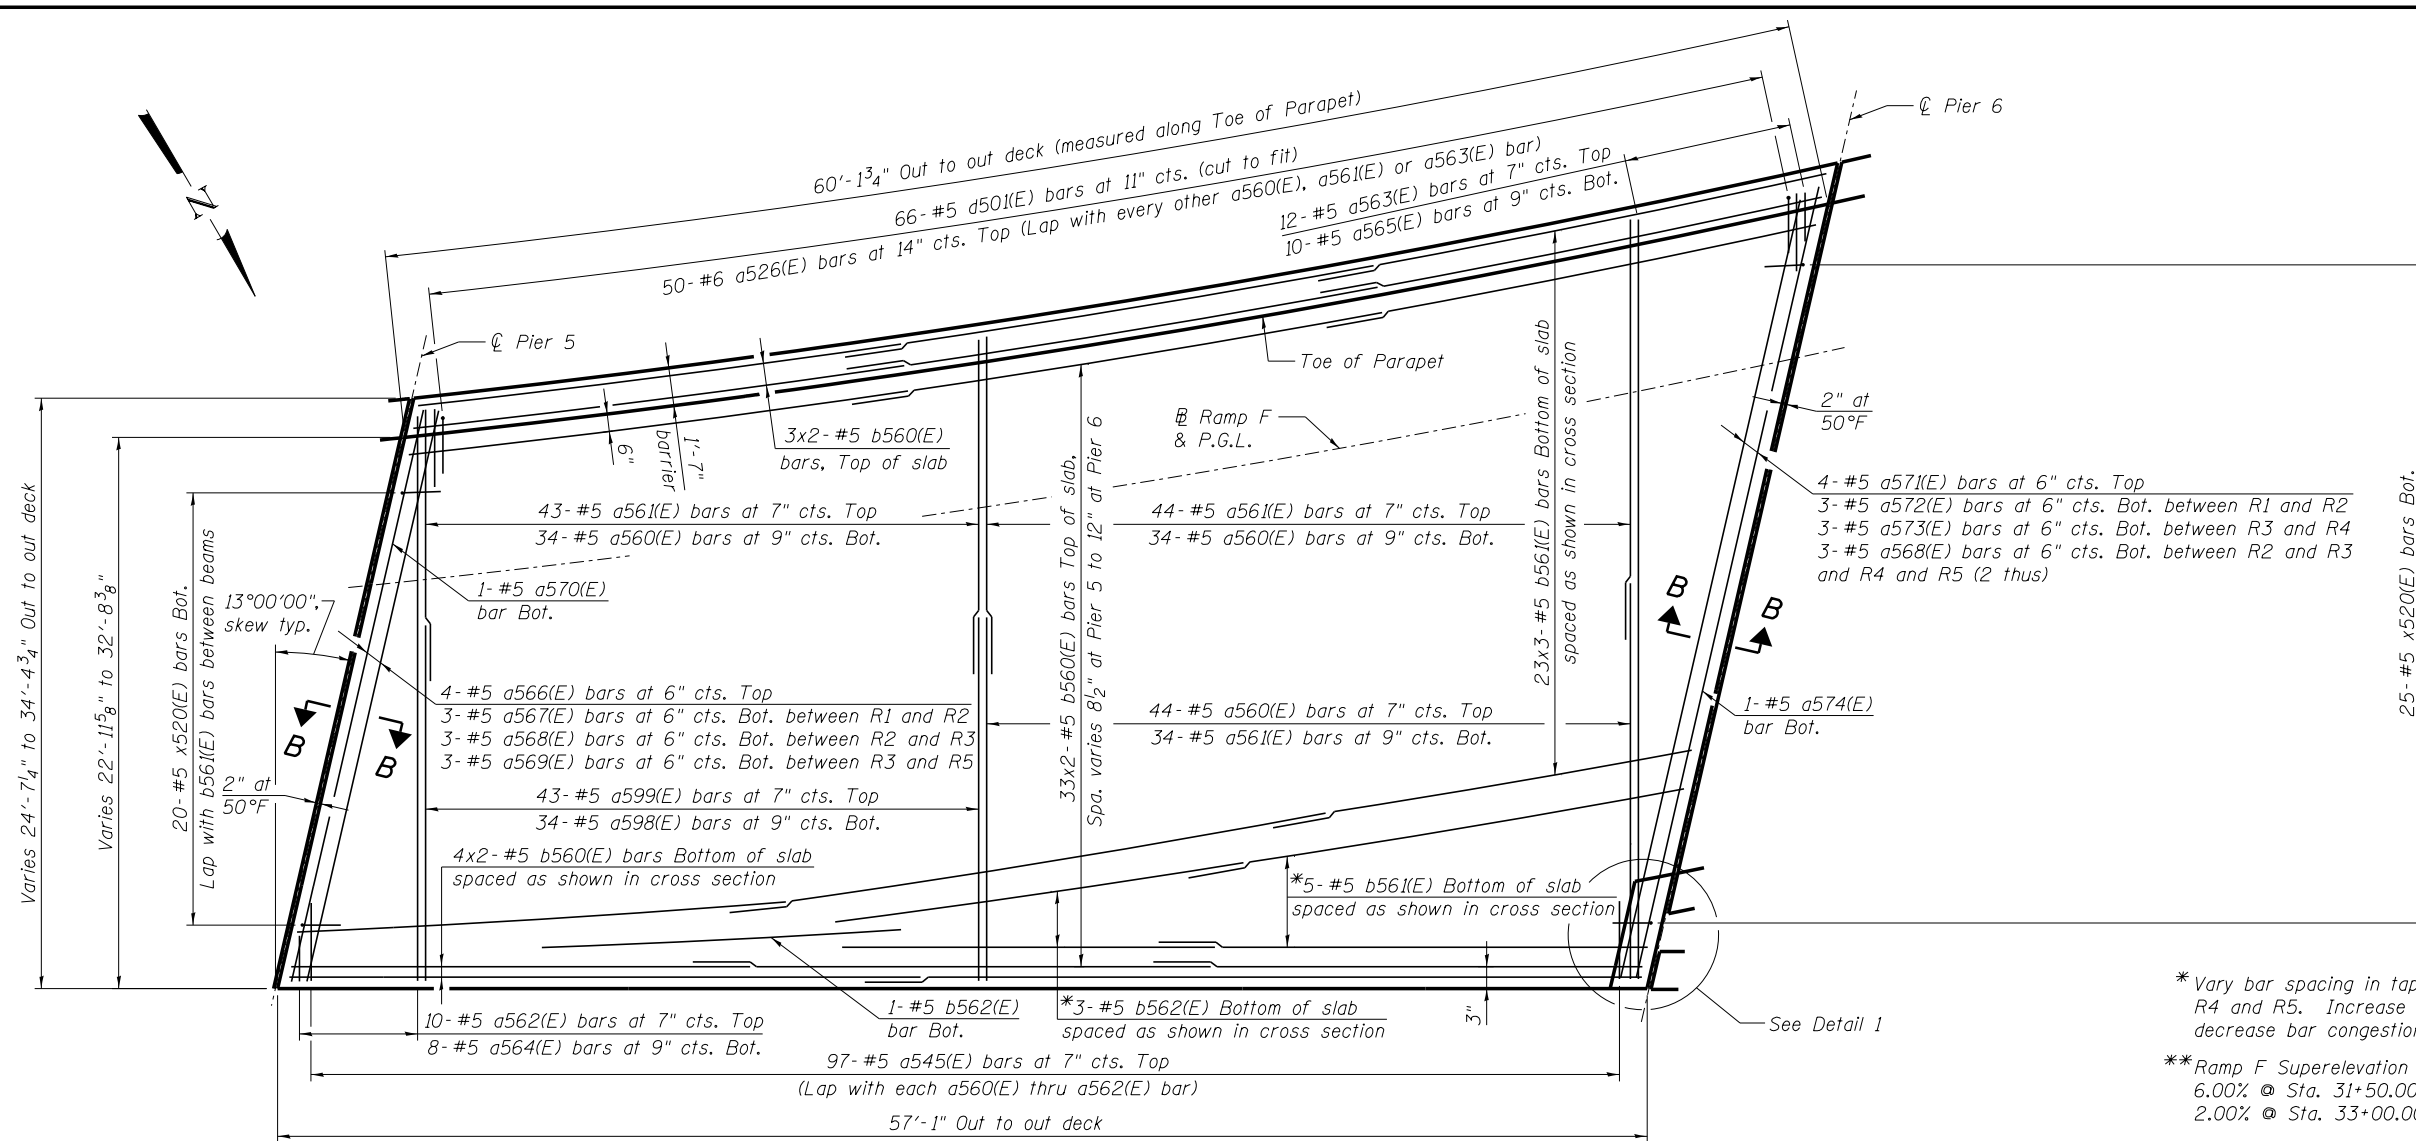 60'-1 3/4" Out to out deck (measured along Toe of Parapet)
66-#5 d501(E) bars at 11" cts. (cut to fit)
50-#6 a526(E) bars at 14" cts. Top (Lap with every other a560(E), a561(E) or a563(E) bar)
12-#5 a563(E) bars at 7" cts. Top
10-#5 a565(E) bars at 9" cts. Bot.
℄ Pier 6
N
℄ Pier 5
Toe of Parapet
℄ Ramp F
& P.G.L.
2" at
50°F
3x2-#5 b560(E)
bars, Top of slab
6"
1'-7"
barrier
Varies 24'-7 1/4" to 34'-4 3/4" Out to out deck
Varies 22'-11 5/8" to 32'-8 3/8"
20-#5 x520(E) bars Bot.
Lap with b561(E) bars between beams
13°00'00",
skew typ.
43-#5 a561(E) bars at 7" cts. Top
34-#5 a560(E) bars at 9" cts. Bot.
44-#5 a561(E) bars at 7" cts. Top
34-#5 a560(E) bars at 9" cts. Bot.
33x2-#5 b560(E) bars Top of slab,
Spa. varies 8 1/2" at Pier 5 to 12" at Pier 6
23x3-#5 b561(E) bars Bottom of slab
spaced as shown in cross section
4-#5 a571(E) bars at 6" cts. Top
3-#5 a572(E) bars at 6" cts. Bot. between R1 and R2
3-#5 a573(E) bars at 6" cts. Bot. between R3 and R4
3-#5 a568(E) bars at 6" cts. Bot. between R2 and R3
and R4 and R5 (2 thus)
25-#5 x520(E) bars Bot.
1-#5 a570(E)
bar Bot.
B
B
4-#5 a566(E) bars at 6" cts. Top
3-#5 a567(E) bars at 6" cts. Bot. between R1 and R2
3-#5 a568(E) bars at 6" cts. Bot. between R2 and R3
3-#5 a569(E) bars at 6" cts. Bot. between R3 and R5
B
B
44-#5 a560(E) bars at 7" cts. Top
34-#5 a561(E) bars at 9" cts. Bot.
1-#5 a574(E)
bar Bot.
2" at
50°F
43-#5 a599(E) bars at 7" cts. Top
34-#5 a598(E) bars at 9" cts. Bot.
4x2-#5 b560(E) bars Bottom of slab
spaced as shown in cross section
*5-#5 b561(E) Bottom of slab
spaced as shown in cross section
1-#5 b562(E)
bar Bot.
*3-#5 b562(E) Bottom of slab
spaced as shown in cross section
3"
See Detail 1
10-#5 a562(E) bars at 7" cts. Top
8-#5 a564(E) bars at 9" cts. Bot.
97-#5 a545(E) bars at 7" cts. Top
(Lap with each a560(E) thru a562(E) bar)
57'-1" Out to out deck
* Vary bar spacing in tap
R4 and R5. Increase
decrease bar congestion
** Ramp F Superelevation
6.00% @ Sta. 31+50.00
2.00% @ Sta. 33+00.00